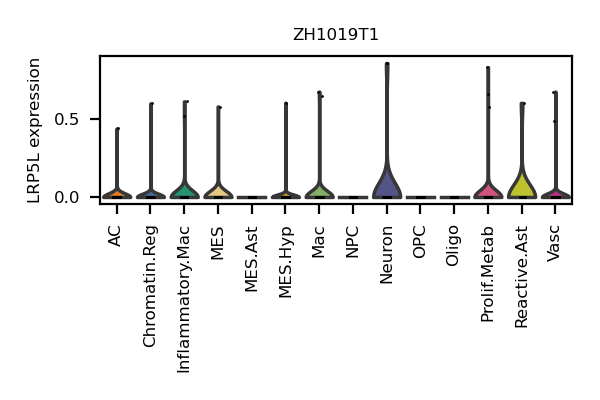 ZH1019T1
LRP5L expression
0.5
0.0
AC
Chromatin.Reg
Inflammatory.Mac
MES
MES.Ast
MES.Hyp
Mac
NPC
Neuron
OPC
Oligo
Prolif.Metab
Reactive.Ast
Vasc